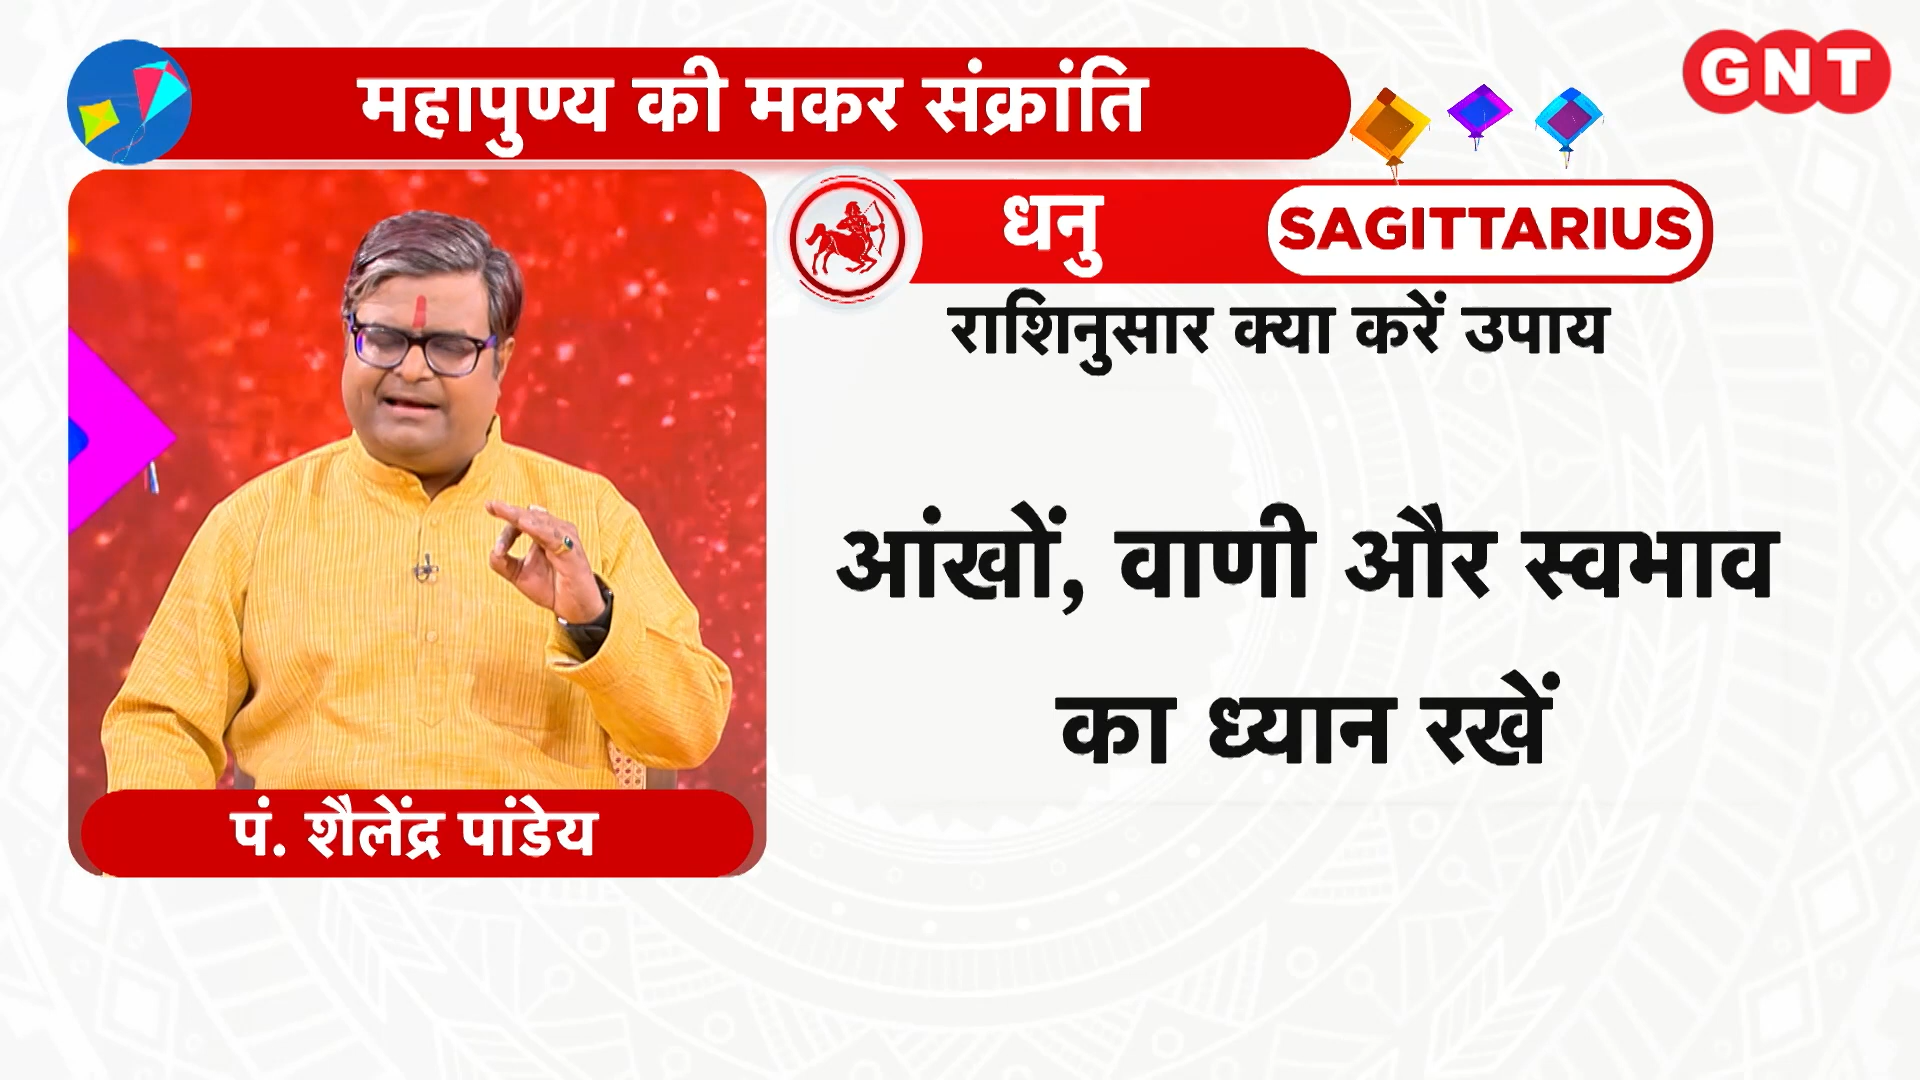 महापुण्य की मकर संक्रांति
GNT
धनु
SAGITTARIUS
राशिनुसार क्या करें उपाय
आंखों, वाणी और स्वभाव
का ध्यान रखें
पं. शैलेंद्र पांडेय